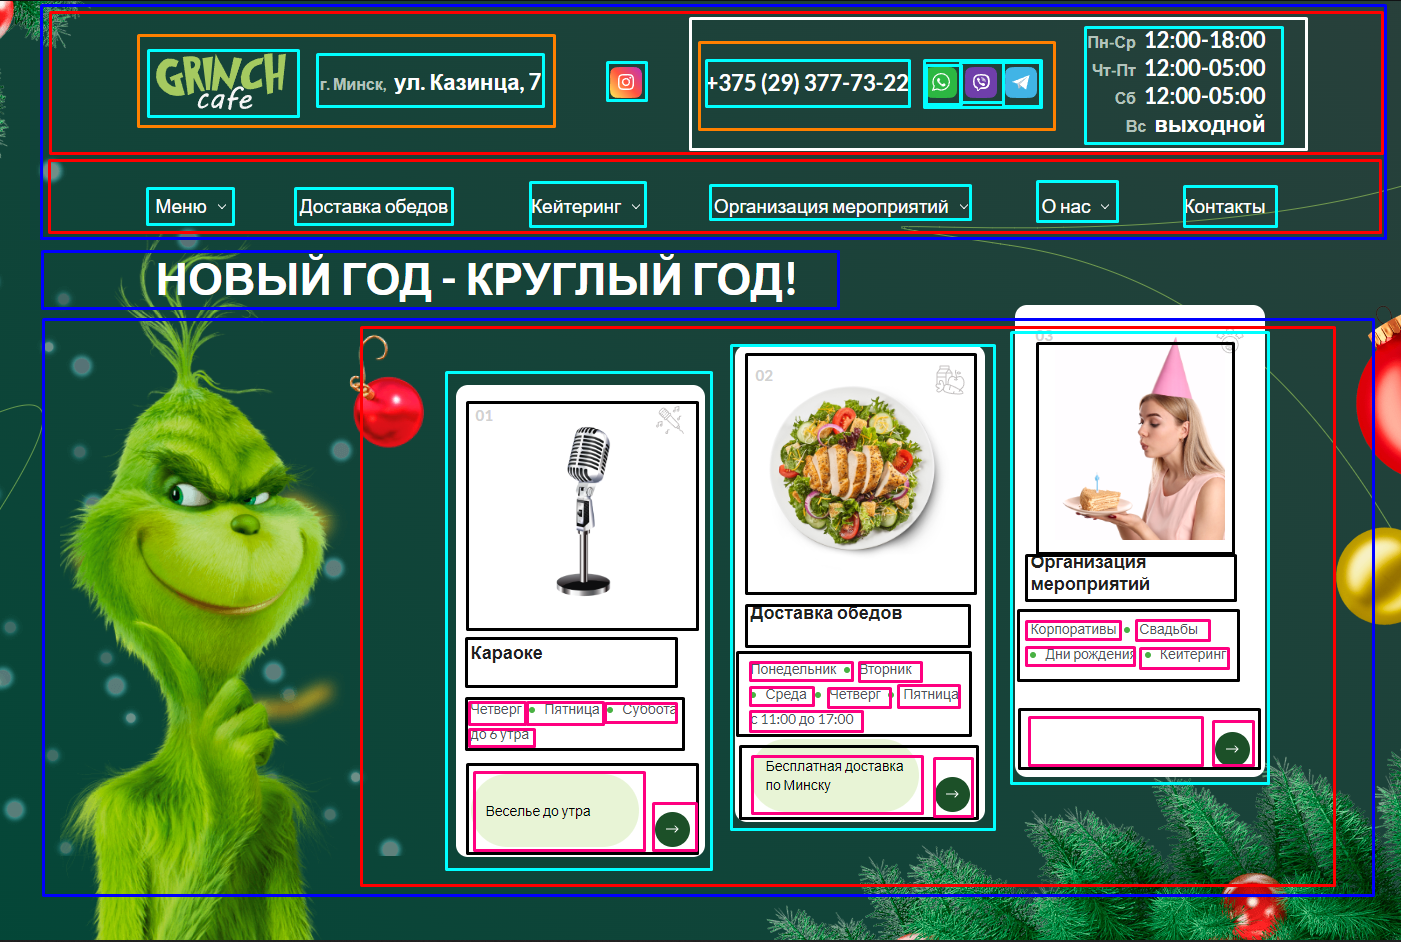 GRINCH
cafe
г. Минск, ул. Казинца, 7
+375 (29) 377-73-22
Пн-Ср 12:00-18:00
Чт-Пт 12:00-05:00
Сб 12:00-05:00
Вс выходной
Меню
Доставка обедов
Кейтеринг
Организация мероприятий
О нас
Контакты
НОВЫЙ ГОД - КРУГЛЫЙ ГОД!
01
Караоке
Четверг • Пятница • Суббота
до 6 утра
Веселье до утра
02
Доставка обедов
Понедельник • Вторник
• Среда • Четверг • Пятница
с 11:00 до 17:00
Бесплатная доставка
по Минску
03
Организация
мероприятий
Корпоративы • Свадьбы
• Дни рождения • Кейтеринг